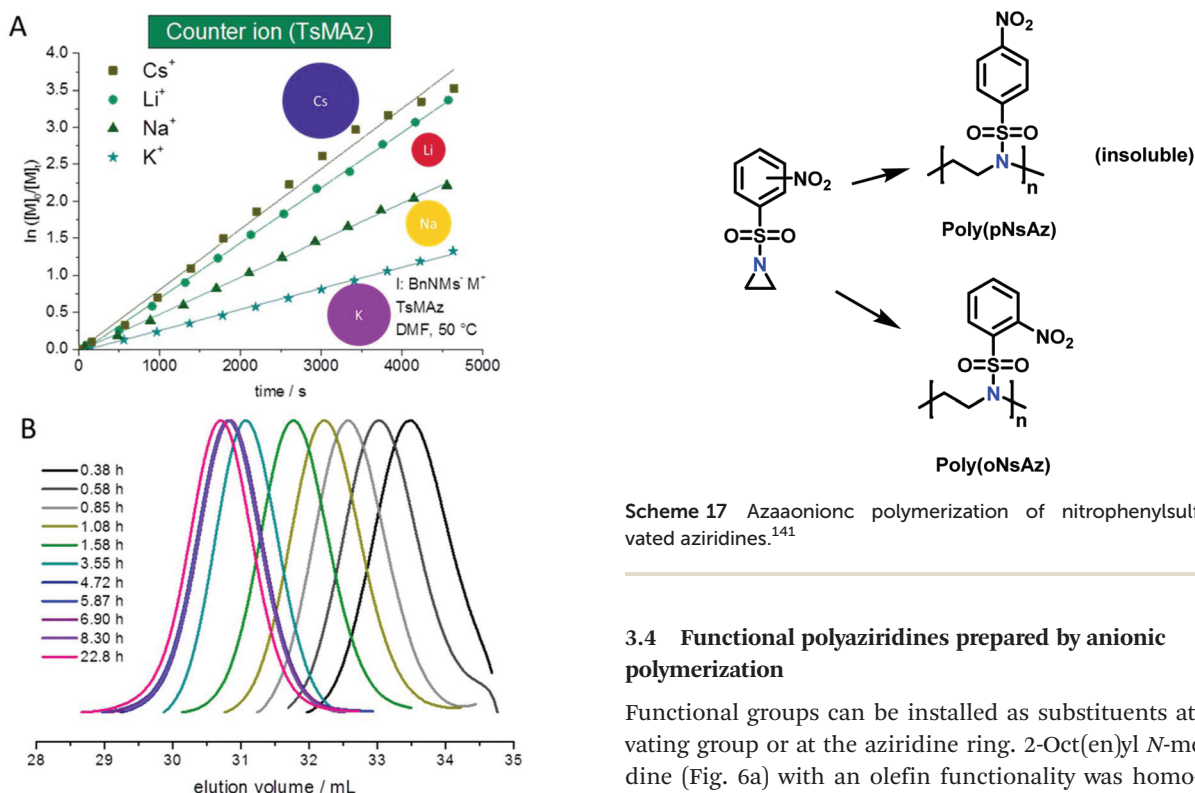 A
Counter ion (TsMAz)
4.0
3.5
3.0
2.5
2.0
1.5
1.0
0.5
0.0
ln ([M]₀/[M]ₜ)
Cs⁺
Li⁺
Na⁺
K⁺
Cs
Li
Na
K
I: BnNMs⁻ M⁺
TsMAz
DMF, 50 °C
0
1000
2000
3000
4000
5000
time / s
B
0.38 h
0.58 h
0.85 h
1.08 h
1.58 h
3.55 h
4.72 h
5.87 h
6.90 h
8.30 h
22.8 h
28
29
30
31
32
33
34
35
elution volume / mL
NO₂
O=S=O
N
NO₂
O=S=O
N
n
(insoluble)
Poly(pNsAz)
NO₂
O=S=O
N
n
Poly(oNsAz)
Scheme 17 Azaaonionc polymerization of nitrophenylsulf
vated aziridines.¹⁴¹
3.4 Functional polyaziridines prepared by anionic
polymerization
Functional groups can be installed as substituents at
vating group or at the aziridine ring. 2-Oct(en)yl N-me
dine (Fig. 6a) with an olefin functionality was homo-